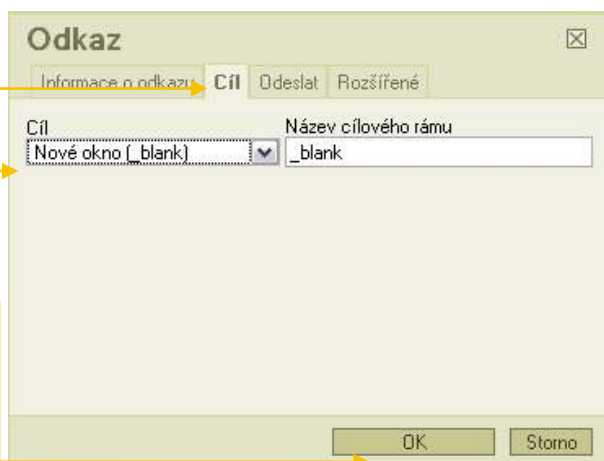 Odkaz
Informace o odkazu Cíl Odeslat Rozšířené
Cíl Název cílového rámu
Nové okno (_blank) _blank
OK Storno